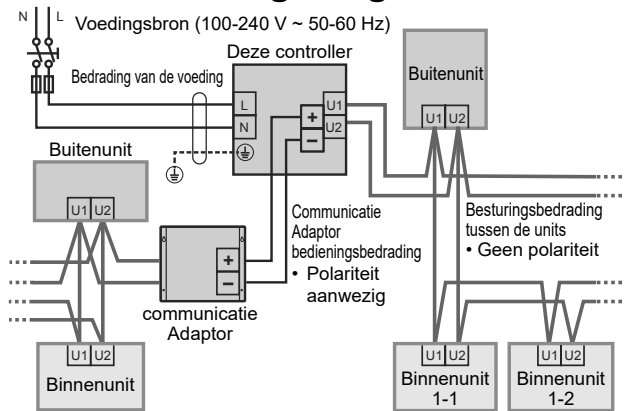 N L
Voedingsbron (100-240 V ~ 50-60 Hz)
Deze controller
Bedrading van de voeding
L
N
+
−
U1
U2
Buitenunit
U1 U2
Buitenunit
U1 U2
+
−
communicatie
Adaptor
Communicatie
Adaptor
bedieningsbedrading
• Polariteit
aanwezig
Besturingsbedrading
tussen de units
• Geen polariteit
U1 U2
Binnenunit
U1 U2
Binnenunit
1-1
U1 U2
Binnenunit
1-2